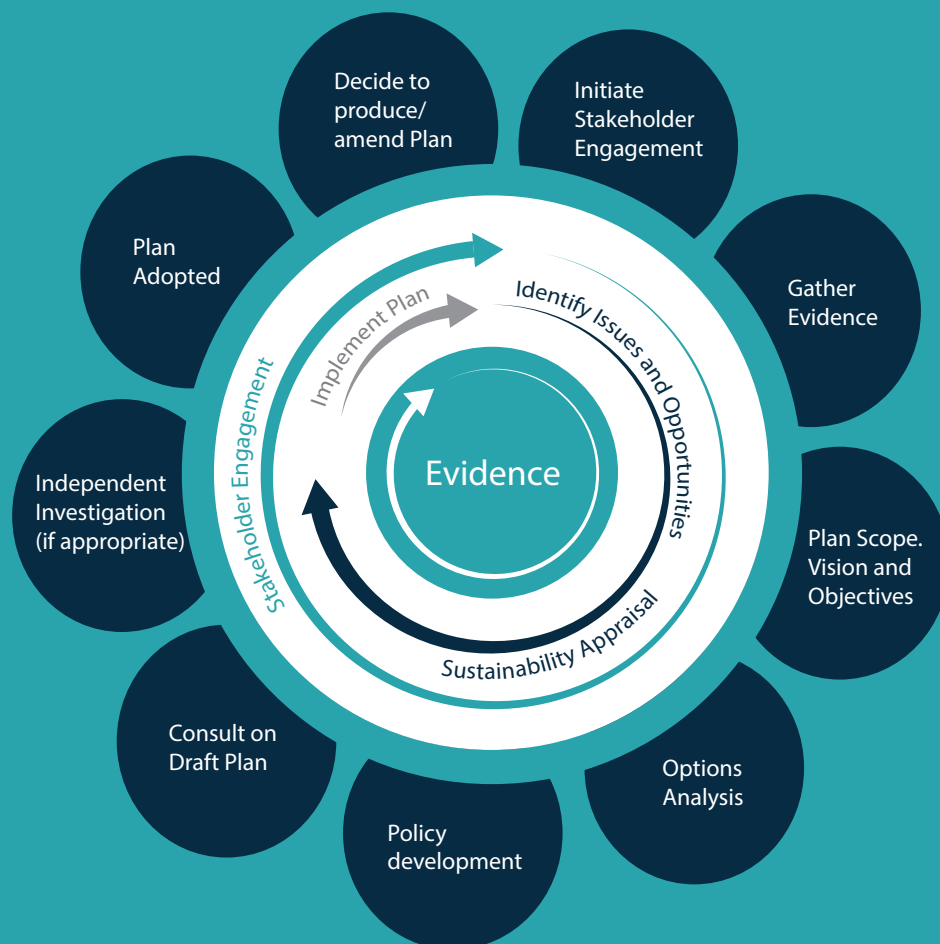 Decide to
produce/
amend Plan
Initiate
Stakeholder
Engagement
Gather
Evidence
Plan Scope.
Vision and
Objectives
Options
Analysis
Policy
development
Consult on
Draft Plan
Independent
Investigation
(if appropriate)
Plan
Adopted
Stakeholder Engagement
Implement Plan
Identify Issues and Opportunities
Sustainability Appraisal
Evidence